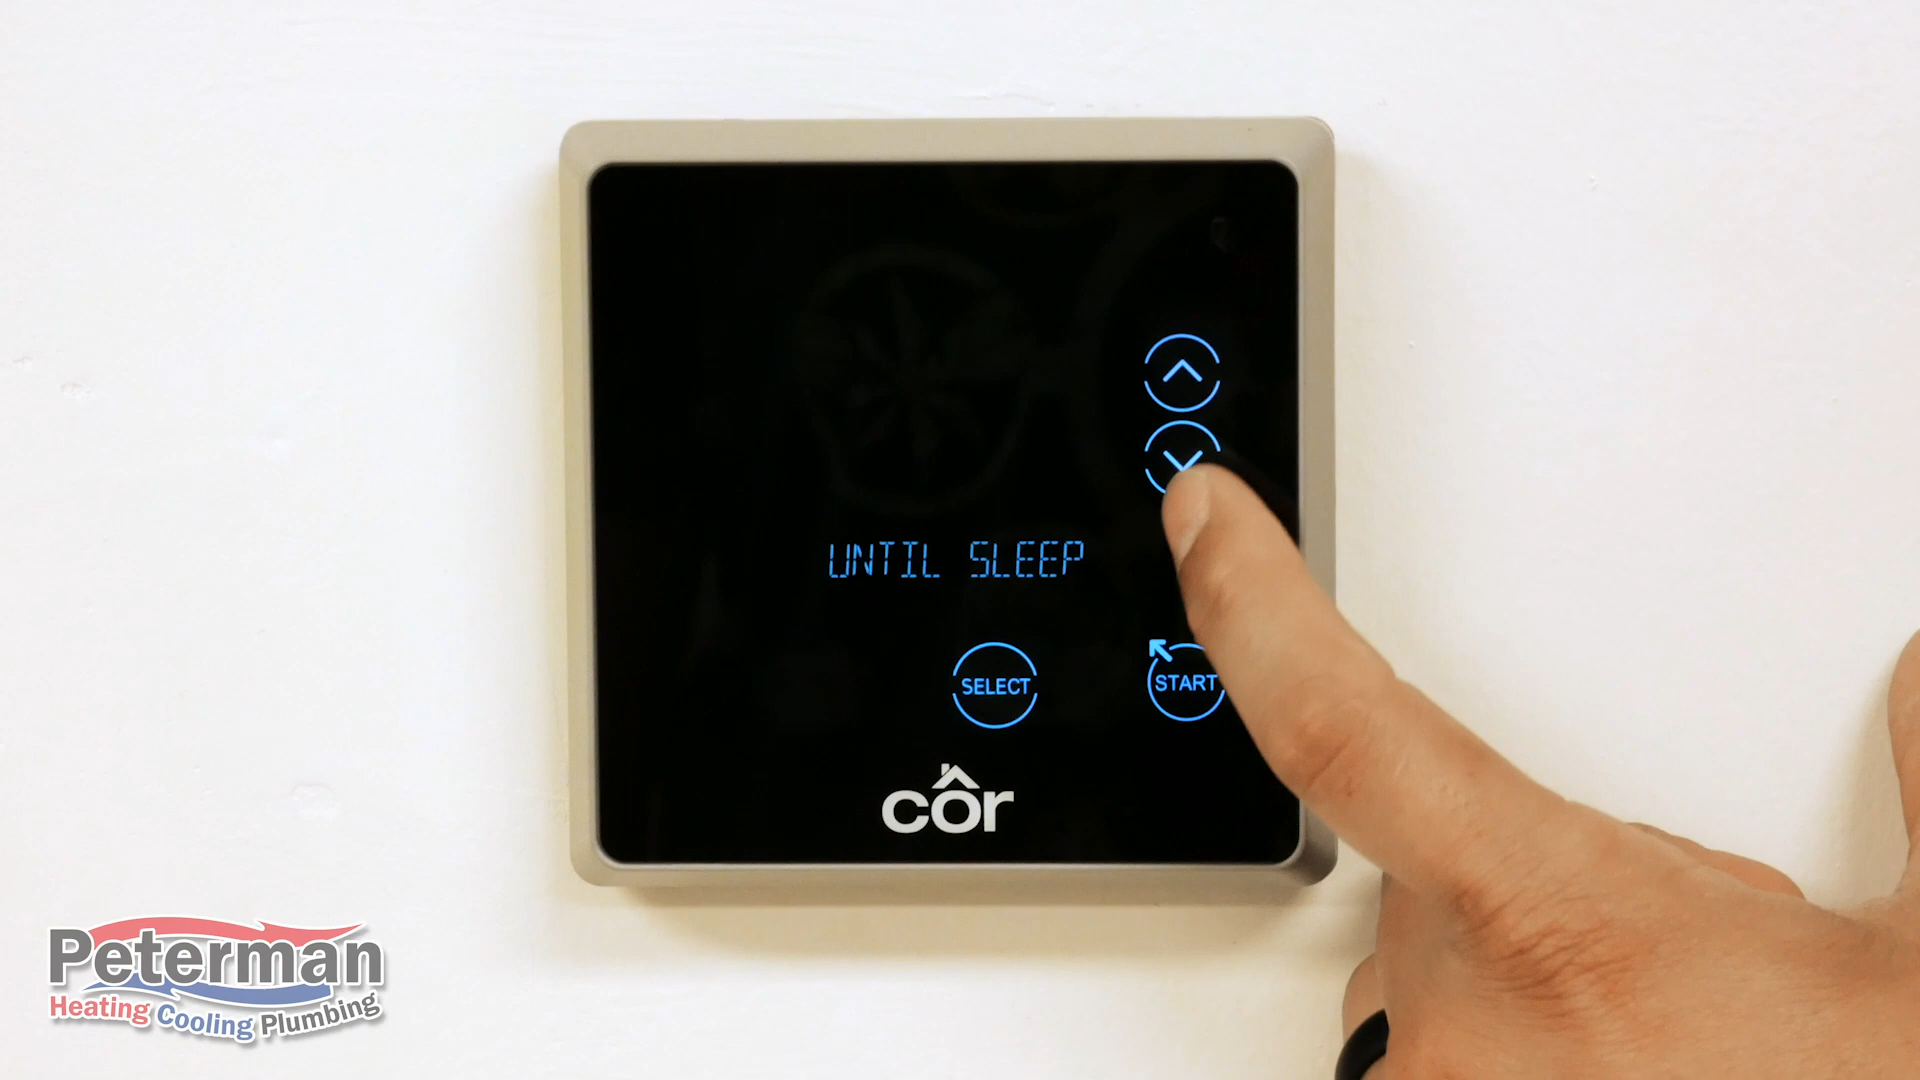 UNTIL SLEEP
SELECT
START
côr
Peterman
Heating Cooling Plumbing